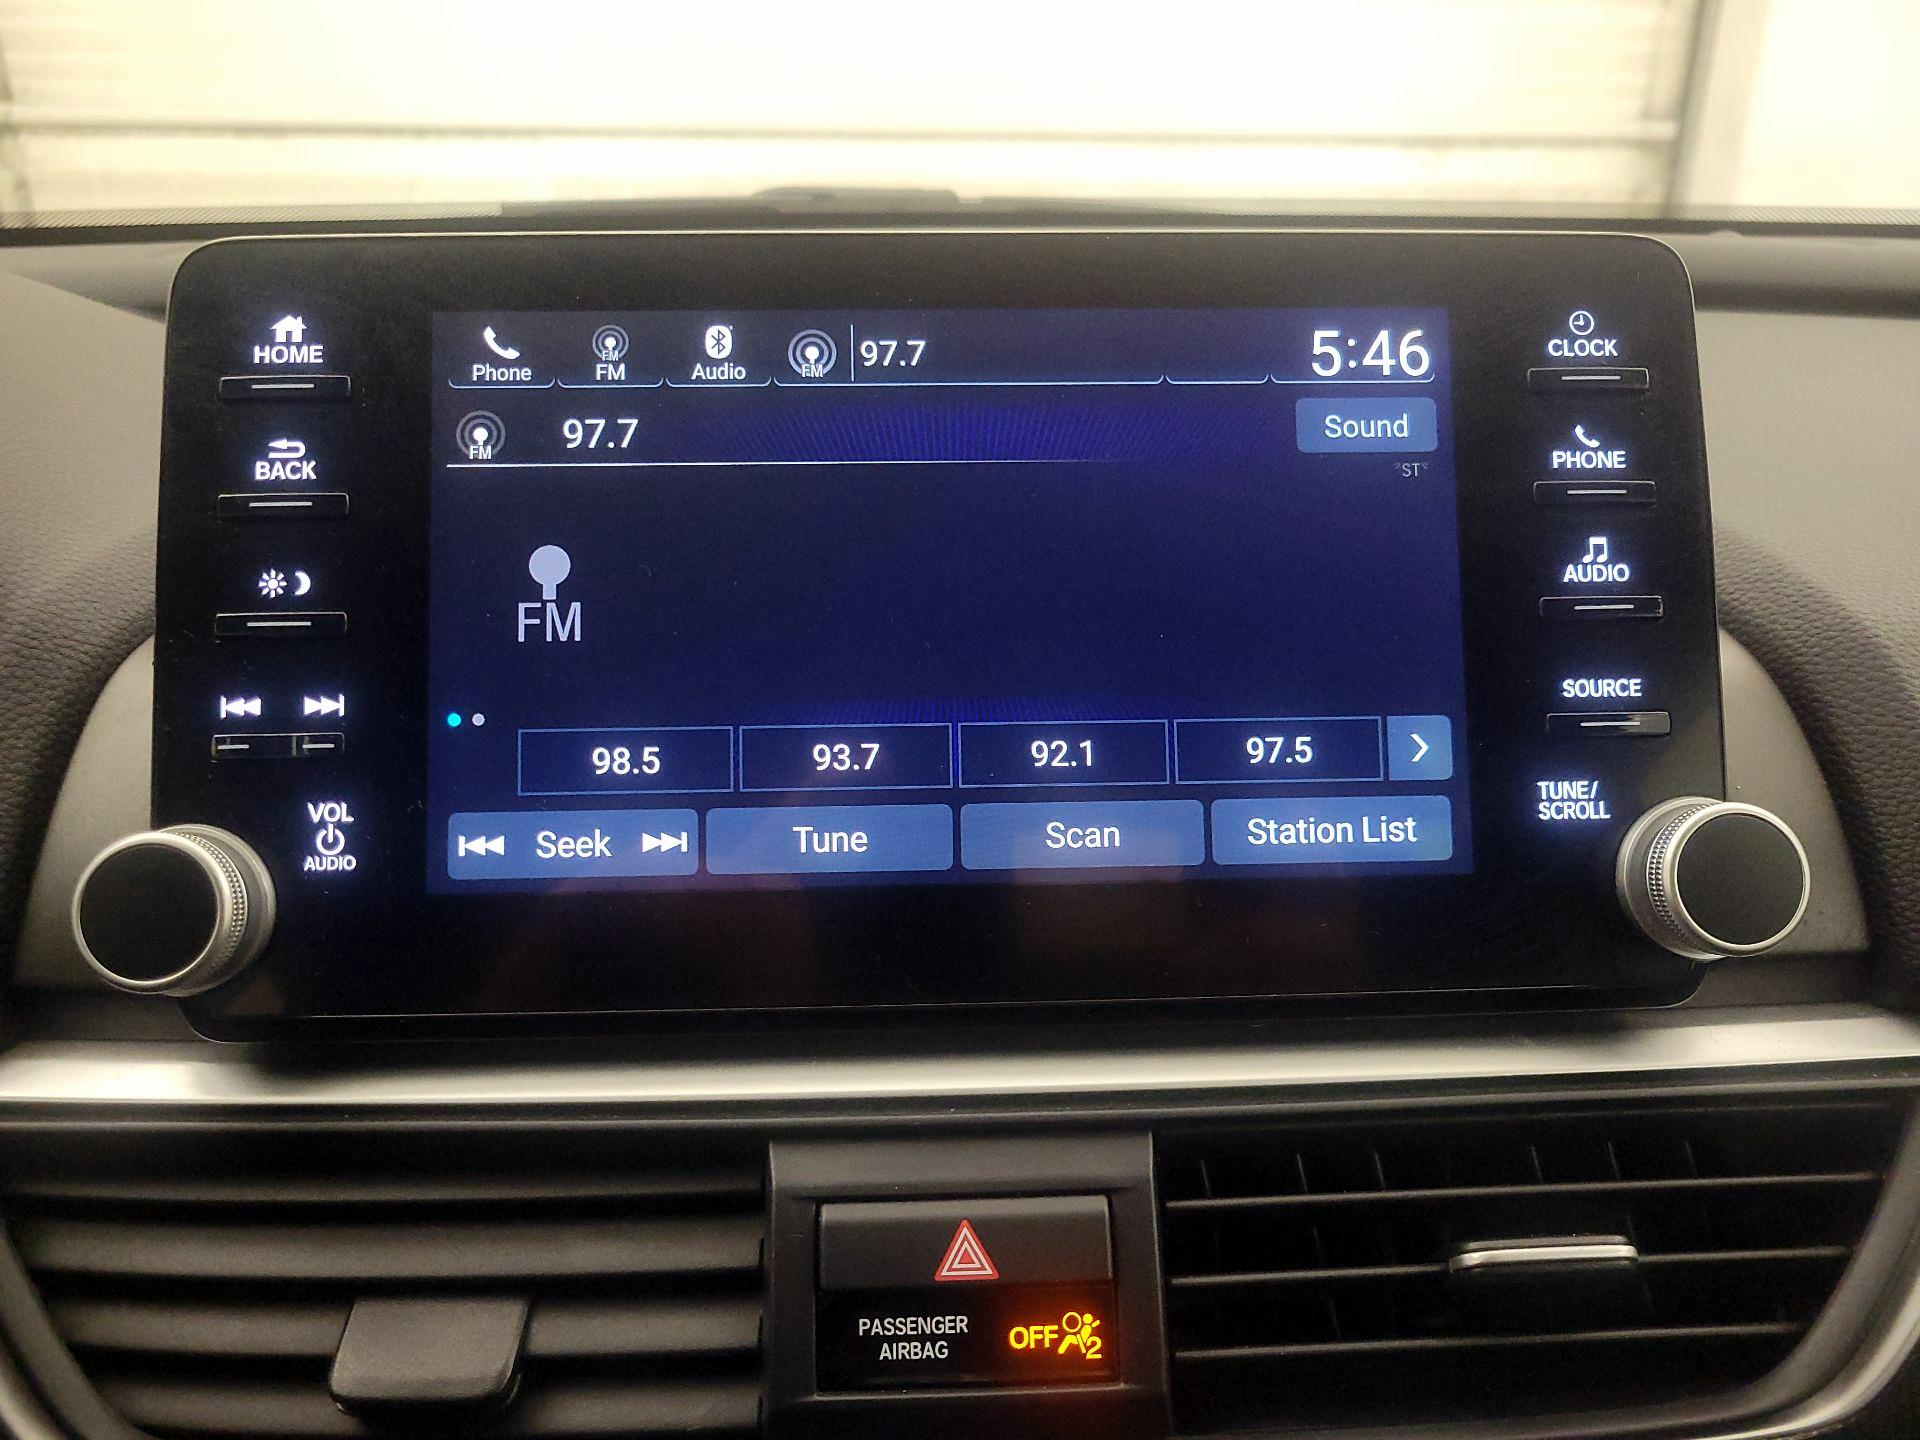 HOME
BACK
VOL
AUDIO
Phone
FM
FM
Audio
FM
97.7
5:46
FM
97.7
Sound
ST
FM
98.5
93.7
92.1
97.5
Seek
Tune
Scan
Station List
CLOCK
PHONE
AUDIO
SOURCE
TUNE/
SCROLL
PASSENGER
AIRBAG
OFF
2